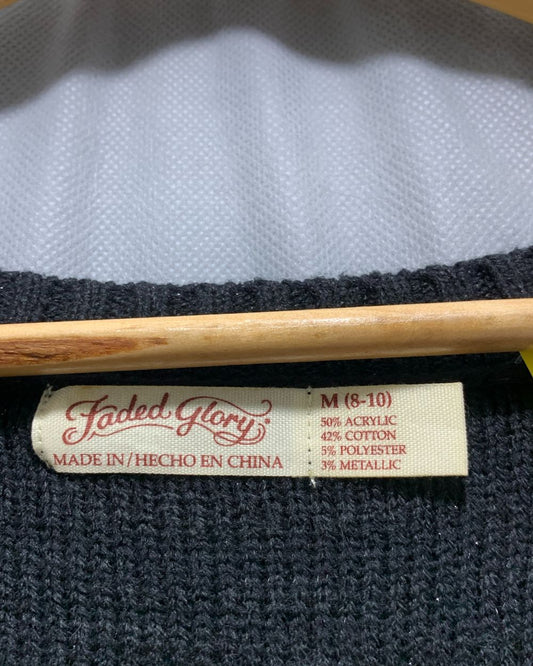 Faded Glory®
MADE IN/HECHO EN CHINA
M (8-10)
50% ACRYLIC
42% COTTON
5% POLYESTER
3% METALLIC